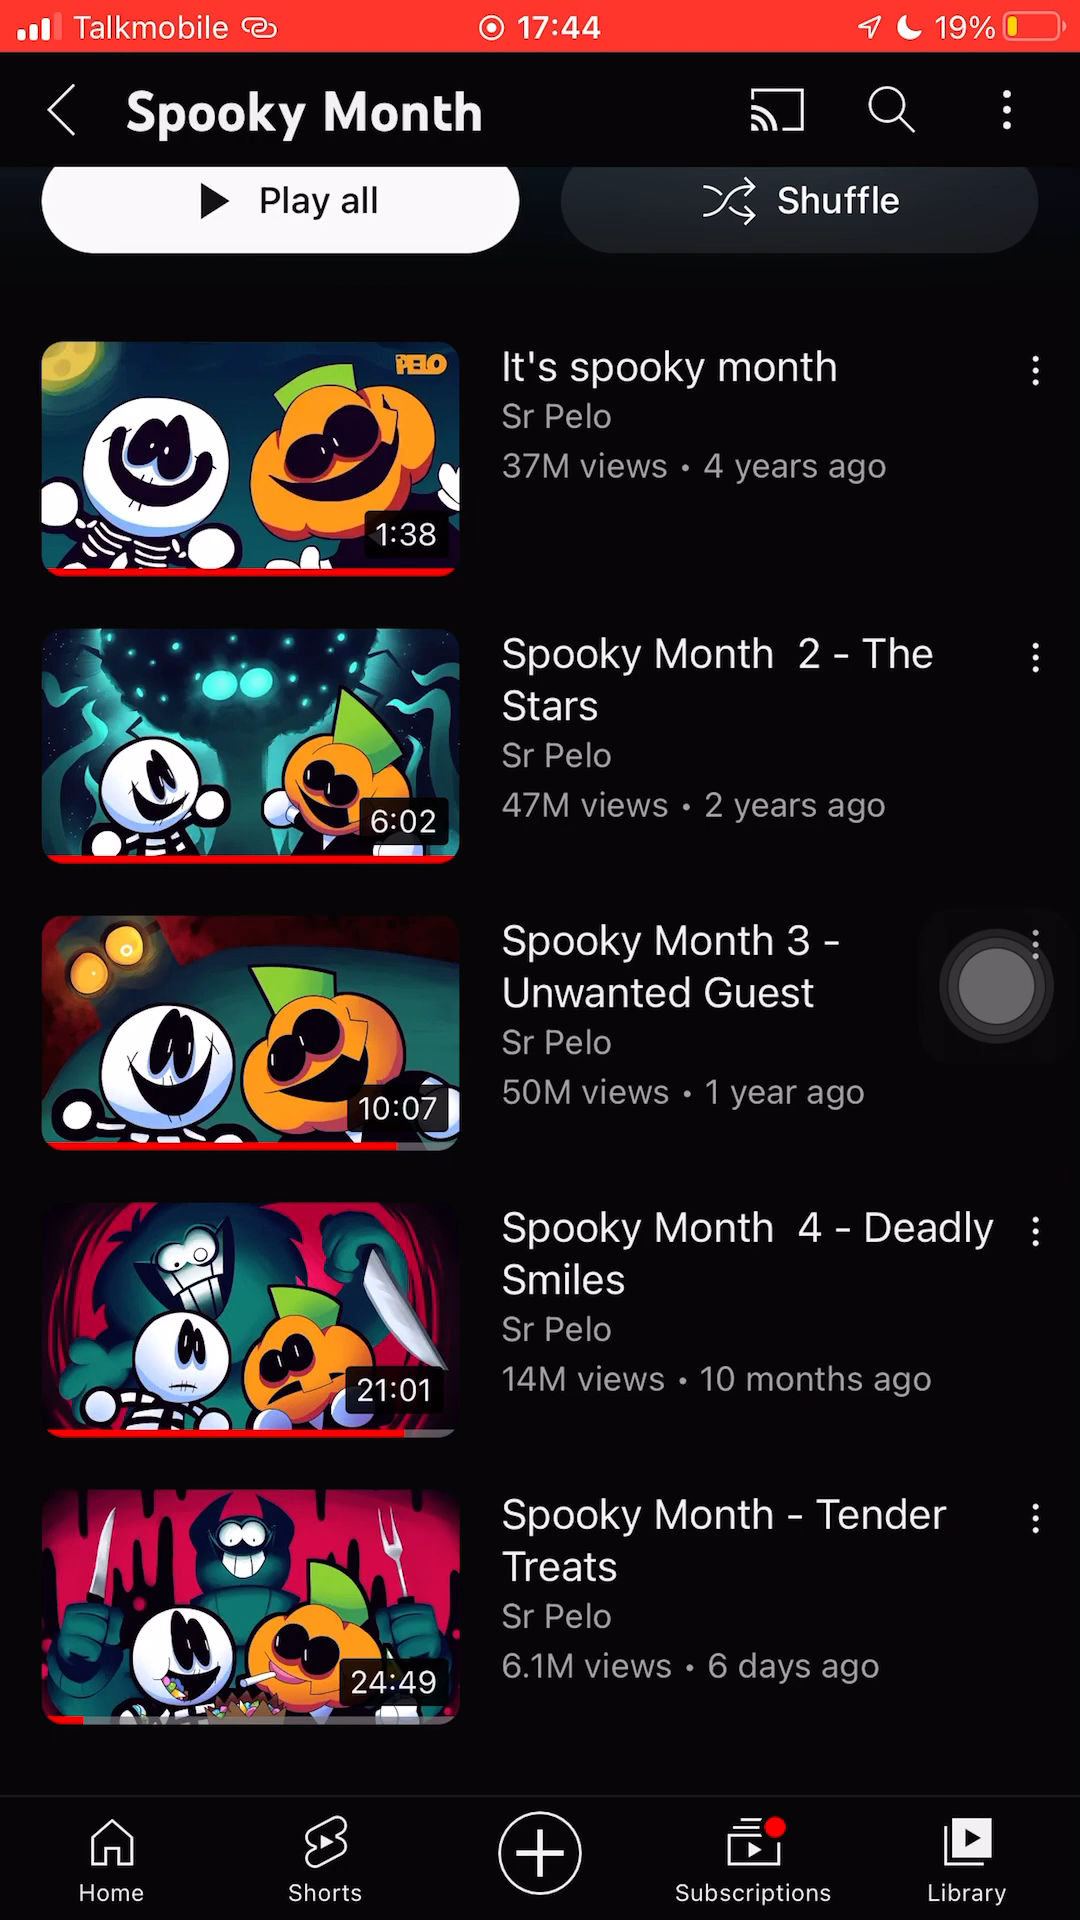 Talkmobile 17:44 19%
Spooky Month
Play all
Shuffle
PELO
1:38
It's spooky month
Sr Pelo
37M views • 4 years ago
6:02
Spooky Month 2 - The
Stars
Sr Pelo
47M views • 2 years ago
10:07
Spooky Month 3 -
Unwanted Guest
Sr Pelo
50M views • 1 year ago
21:01
Spooky Month 4 - Deadly
Smiles
Sr Pelo
14M views • 10 months ago
24:49
Spooky Month - Tender
Treats
Sr Pelo
6.1M views • 6 days ago
Home
Shorts
Subscriptions
Library